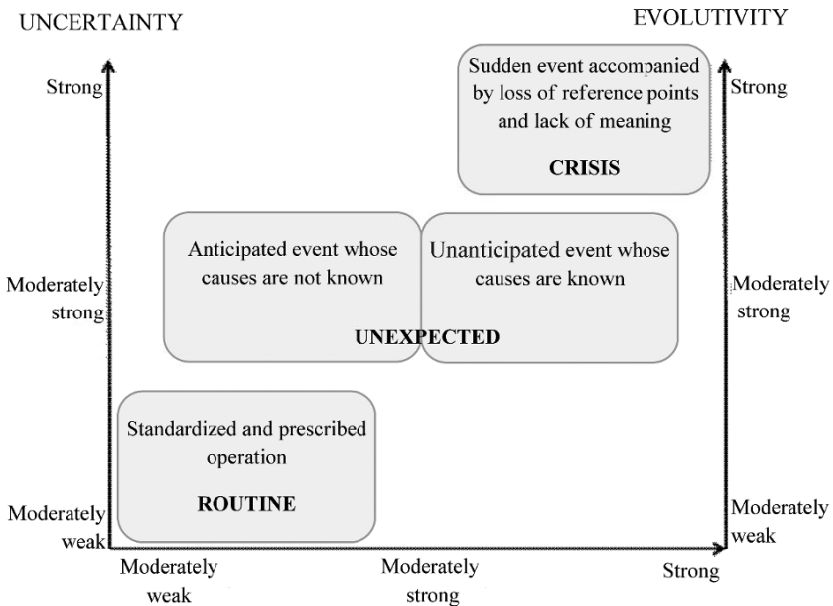 UNCERTAINTY
EVOLUTIVITY
Strong
Sudden event accompanied
by loss of reference points
and lack of meaning
CRISIS
Strong
Moderately
strong
Anticipated event whose
causes are not known
Unanticipated event whose
causes are known
UNEXPECTED
Moderately
strong
Standardized and prescribed
operation
ROUTINE
Moderately
weak
Moderately
weak
Moderately
weak
Moderately
strong
Strong